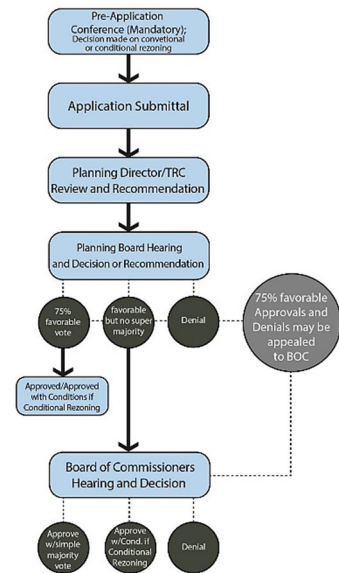 Pre-Application
Conference (Mandatory);
Decision made on convetional
or conditional rezoning
Application Submittal
Planning Director/TRC
Review and Recommendation
Planning Board Hearing
and Decision or Recommendation
75%
favorable
vote
favorable
but no super
majority
Denial
75% favorable
Approvals and
Denials may be
appealed
to BOC
Approved/Approved
with Conditions if
Conditional Rezoning
Board of Commissioners
Hearing and Decision
Approve
w/simple
majority
vote
Approve
w/Cond. if
Conditional
Rezoning
Denial